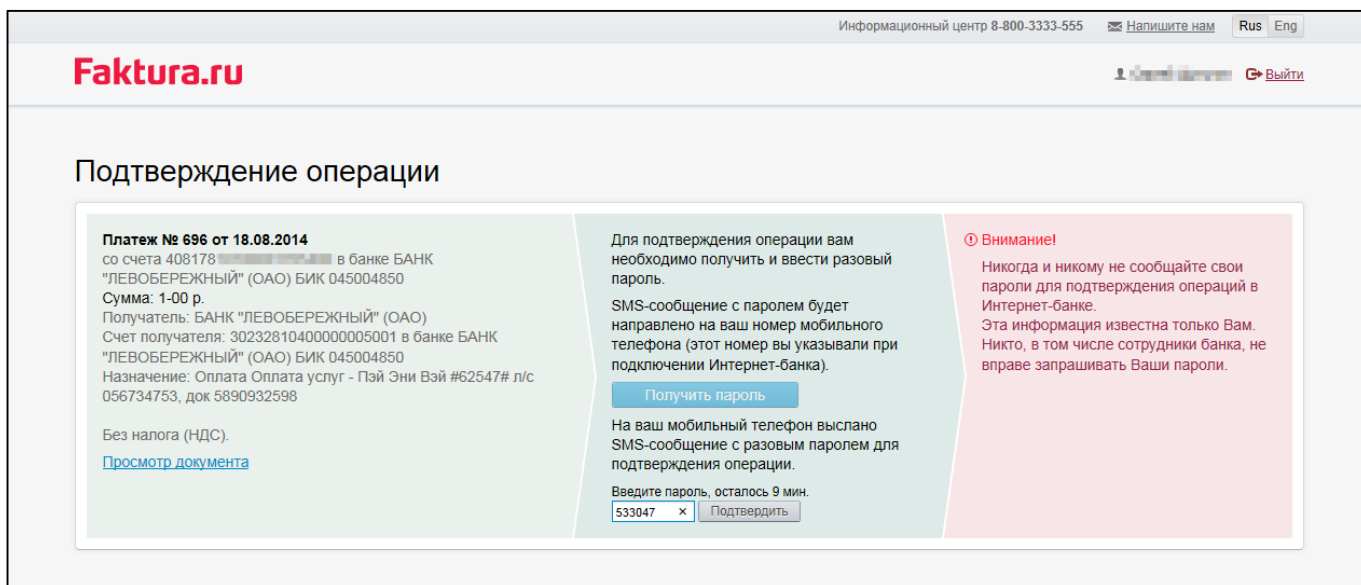 Информационный центр 8-800-3333-555 Напишите нам Rus Eng
Faktura.ru
Выйти
Подтверждение операции
Платеж № 696 от 18.08.2014
со счета 408178 в банке БАНК
"ЛЕВОБЕРЕЖНЫЙ" (ОАО) БИК 045004850
Сумма: 1-00 р.
Получатель: БАНК "ЛЕВОБЕРЕЖНЫЙ" (ОАО)
Счет получателя: 30232810400000005001 в банке БАНК
"ЛЕВОБЕРЕЖНЫЙ" (ОАО) БИК 045004850
Назначение: Оплата Оплата услуг - Пэй Эни Вэй #62547# л/с
056734753, док 5890932598
Без налога (НДС).
Просмотр документа
Для подтверждения операции вам
необходимо получить и ввести разовый
пароль.
SMS-сообщение с паролем будет
направлено на ваш номер мобильного
телефона (этот номер вы указывали при
подключении Интернет-банка).
Получить пароль
На ваш мобильный телефон выслано
SMS-сообщение с разовым паролем для
подтверждения операции.
Введите пароль, осталось 9 мин.
533047 × Подтвердить
Внимание!
Никогда и никому не сообщайте свои
пароли для подтверждения операций в
Интернет-банке.
Эта информация известна только Вам.
Никто, в том числе сотрудники банка, не
вправе запрашивать Ваши пароли.